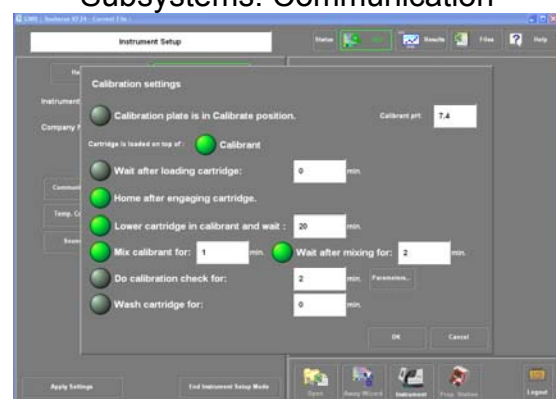 Subsystems: Communication
Instrument Setup
Status
Results
Files
Help
Calibration settings
Calibration plate is in Calibrate position.
Calibrant pH: 7.4
Cartridge is loaded on top of : Calibrant
Wait after loading cartridge: 0 min.
Home after engaging cartridge.
Lower cartridge in calibrant and wait : 20 min.
Mix calibrant for: 1 min. Wait after mixing for: 2 min.
Do calibration check for: 2 min. Parameters...
Wash cartridge for: 0 min.
OK Cancel
Instrument
Company
Apply Settings
End Instrument Setup Mode
Open
Assay Wizard
Instrument
Prep. Station
Logout